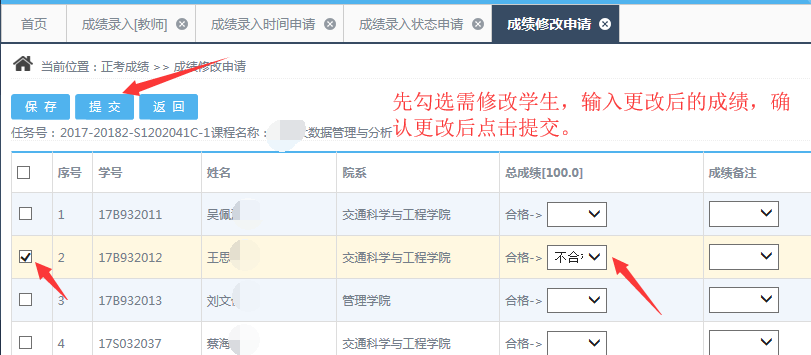 首页 成绩录入[教师] 成绩录入时间申请 成绩录入状态申请 成绩修改申请
当前位置：正考成绩 >> 成绩修改申请
保 存 提 交 返 回
先勾选需修改学生，输入更改后的成绩，确
认更改后点击提交。
任务号：2017-20182-S1202041C-1课程名称： 数据管理与分析
序号 学号 姓名 院系 总成绩[100.0] 成绩备注
1 17B932011 吴佩 交通科学与工程学院 合格->
2 17B932012 王思 交通科学与工程学院 合格-> 不合
3 17B932013 刘文 管理学院 合格->
4 17S032037 蔡海 交通科学与工程学院 合格->